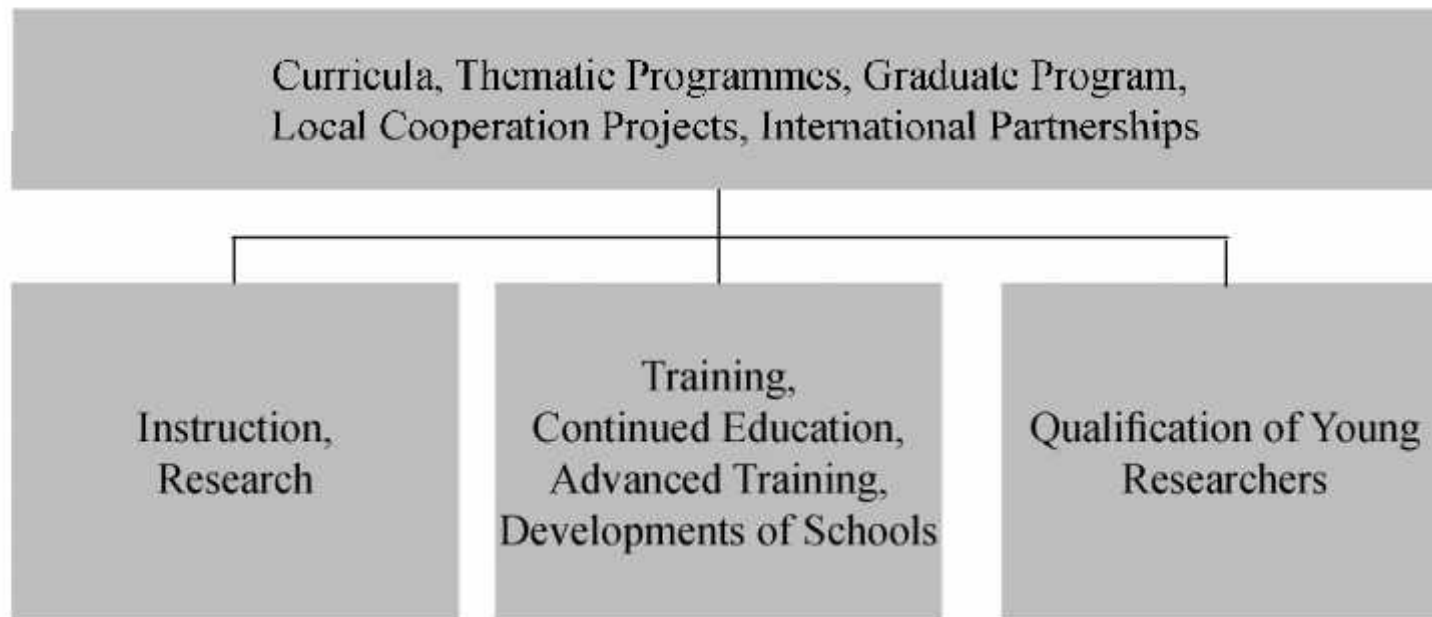 Curricula, Thematic Programmes, Graduate Program,
Local Cooperation Projects, International Partnerships
Instruction,
Research
Training,
Continued Education,
Advanced Training,
Developments of Schools
Qualification of Young
Researchers